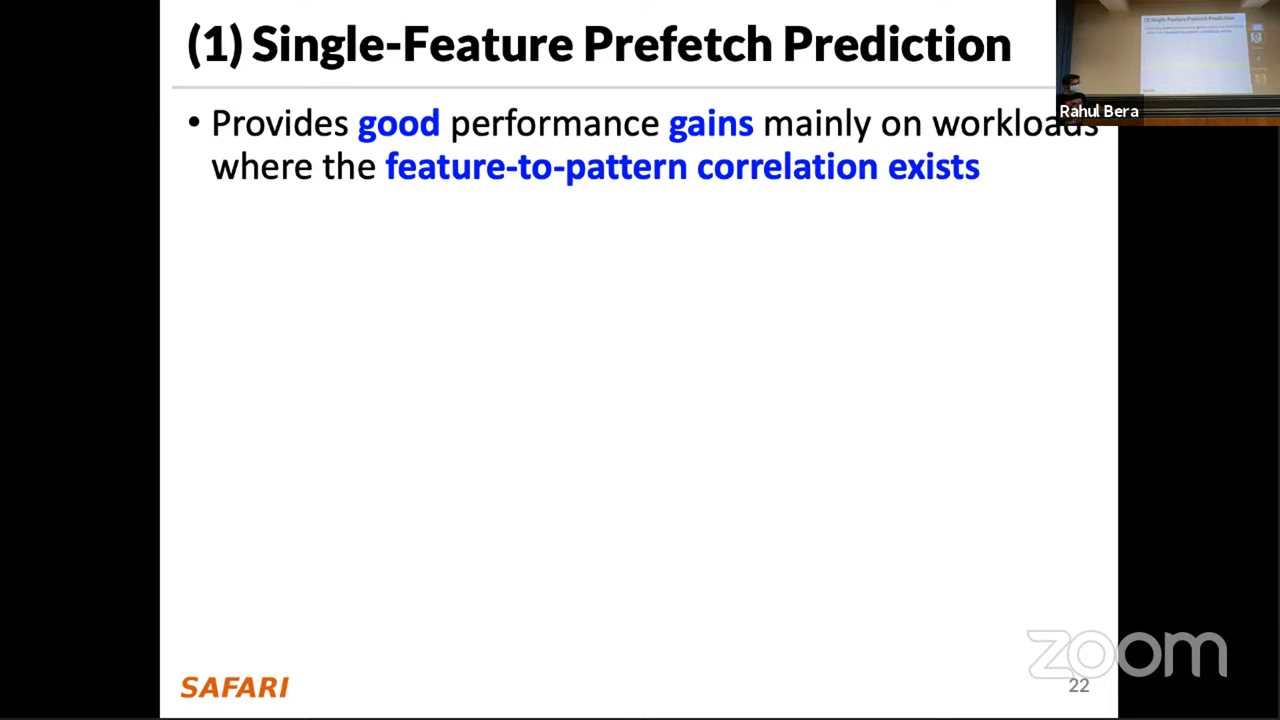 (1) Single-Feature Prefetch Prediction
Rahul Bera
• Provides good performance gains mainly on workloads
where the feature-to-pattern correlation exists
zoom
SAFARI
22